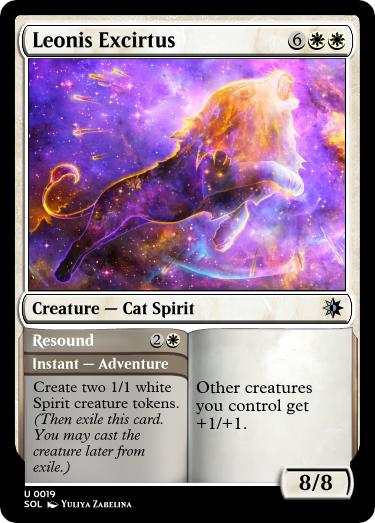 Leonis Excirtus 6
Creature — Cat Spirit
Resound 2
Instant — Adventure
Create two 1/1 white
Spirit creature tokens.
(Then exile this card.
You may cast the
creature later from
exile.)
Other creatures
you control get
+1/+1.
8/8
U 0019
SOL Yuliya Zabelina